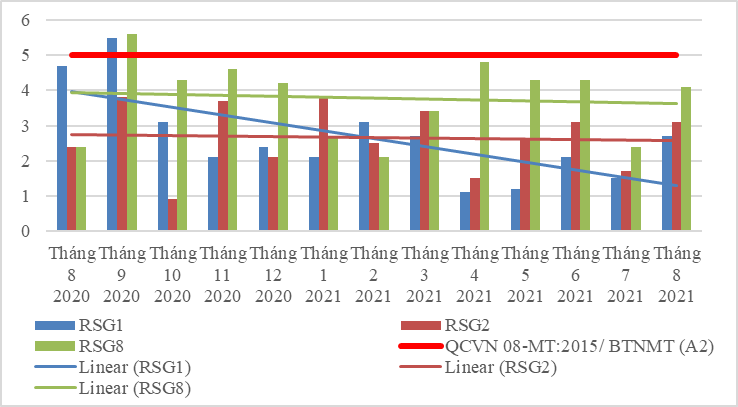 6
5
4
3
2
1
0
Tháng Tháng Tháng Tháng Tháng Tháng Tháng Tháng Tháng Tháng Tháng Tháng Tháng
8 9 10 11 12 1 2 3 4 5 6 7 8
2020 2020 2020 2020 2020 2021 2021 2021 2021 2021 2021 2021 2021
RSG1 RSG2
RSG8 QCVN 08-MT:2015/ BTNMT (A2)
Linear (RSG1) Linear (RSG2)
Linear (RSG8)